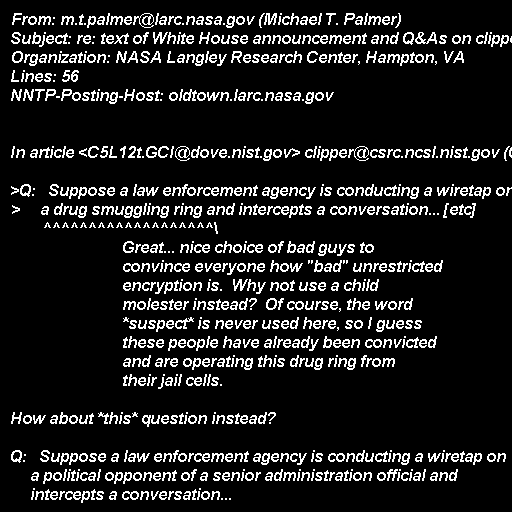 From: m.t.palmer@larc.nasa.gov (Michael T. Palmer)
Subject: re: text of White House announcement and Q&As on clippe
Organization: NASA Langley Research Center, Hampton, VA
Lines: 56
NNTP-Posting-Host: oldtown.larc.nasa.gov
In article <C5L12t.GCI@dove.nist.gov> clipper@csrc.ncsl.nist.gov (C
>Q:   Suppose a law enforcement agency is conducting a wiretap on
>     a drug smuggling ring and intercepts a conversation... [etc]
^^^^^^^^^^^^^^^^^^^\
Great... nice choice of bad guys to
convince everyone how "bad" unrestricted
encryption is.  Why not use a child
molester instead?  Of course, the word
*suspect* is never used here, so I guess
these people have already been convicted
and are operating this drug ring from
their jail cells.
How about *this* question instead?
Q:   Suppose a law enforcement agency is conducting a wiretap on
a political opponent of a senior administration official and
intercepts a conversation...